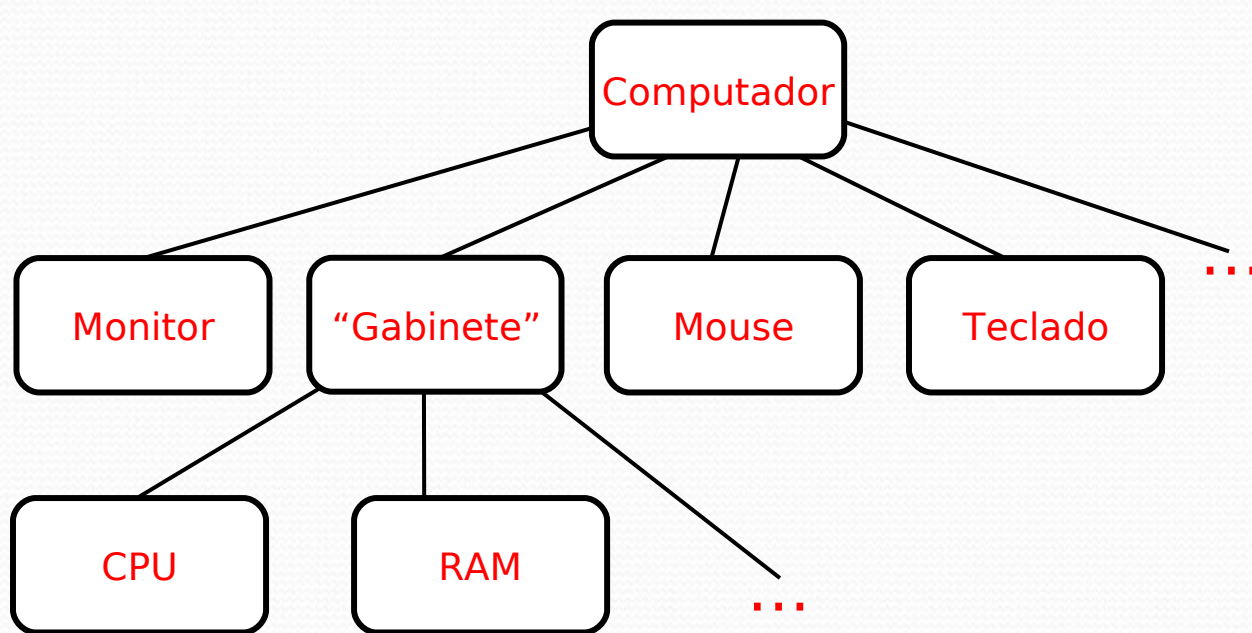 Computador
Monitor
“Gabinete”
Mouse
Teclado
...
CPU
RAM
...